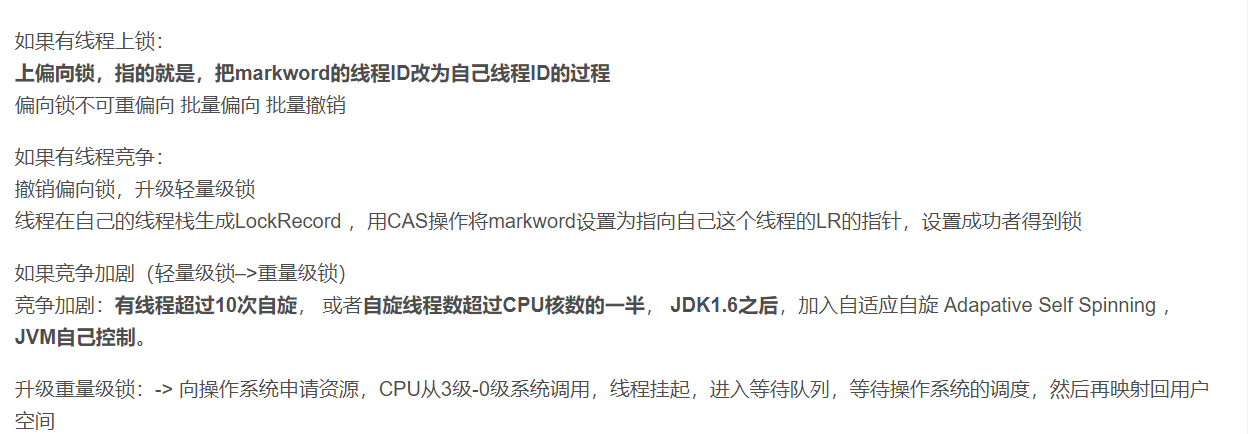 如果有线程上锁：
上偏向锁，指的就是，把markword的线程ID改为自己线程ID的过程
偏向锁不可重偏向 批量偏向 批量撤销
如果有线程竞争：
撤销偏向锁，升级轻量级锁
线程在自己的线程栈生成LockRecord ，用CAS操作将markword设置为指向自己这个线程的LR的指针，设置成功者得到锁
如果竞争加剧（轻量级锁–>重量级锁）
竞争加剧：有线程超过10次自旋， 或者自旋线程数超过CPU核数的一半， JDK1.6之后，加入自适应自旋 Adapative Self Spinning ，
JVM自己控制。
升级重量级锁：-> 向操作系统申请资源，CPU从3级-0级系统调用，线程挂起，进入等待队列，等待操作系统的调度，然后再映射回用户
空间